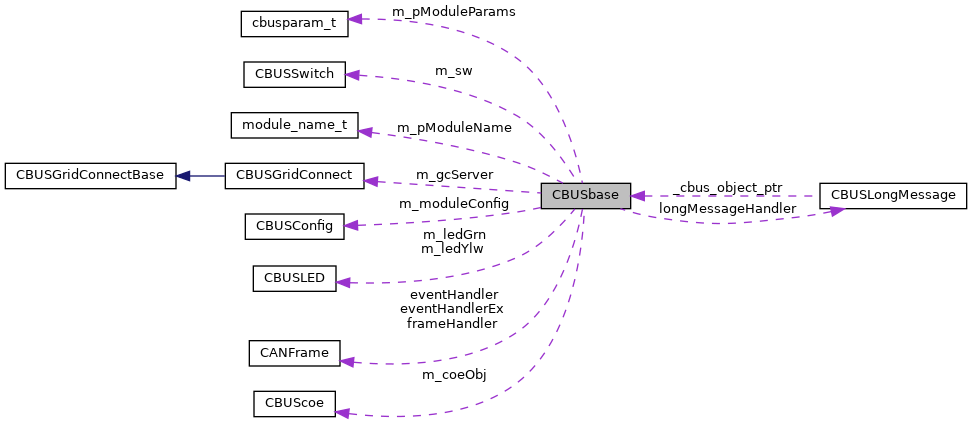 m_pModuleParams
cbusparam_t
m_sw
CBUSSwitch
m_pModuleName
module_name_t
CBUSGridConnectBase
CBUSGridConnect
m_gcServer
CBUSbase
_cbus_object_ptr
CBUSLongMessage
m_moduleConfig
longMessageHandler
CBUSConfig
m_ledGrn
m_ledYlw
CBUSLED
eventHandler
eventHandlerEx
frameHandler
CANFrame
m_coeObj
CBUScoe